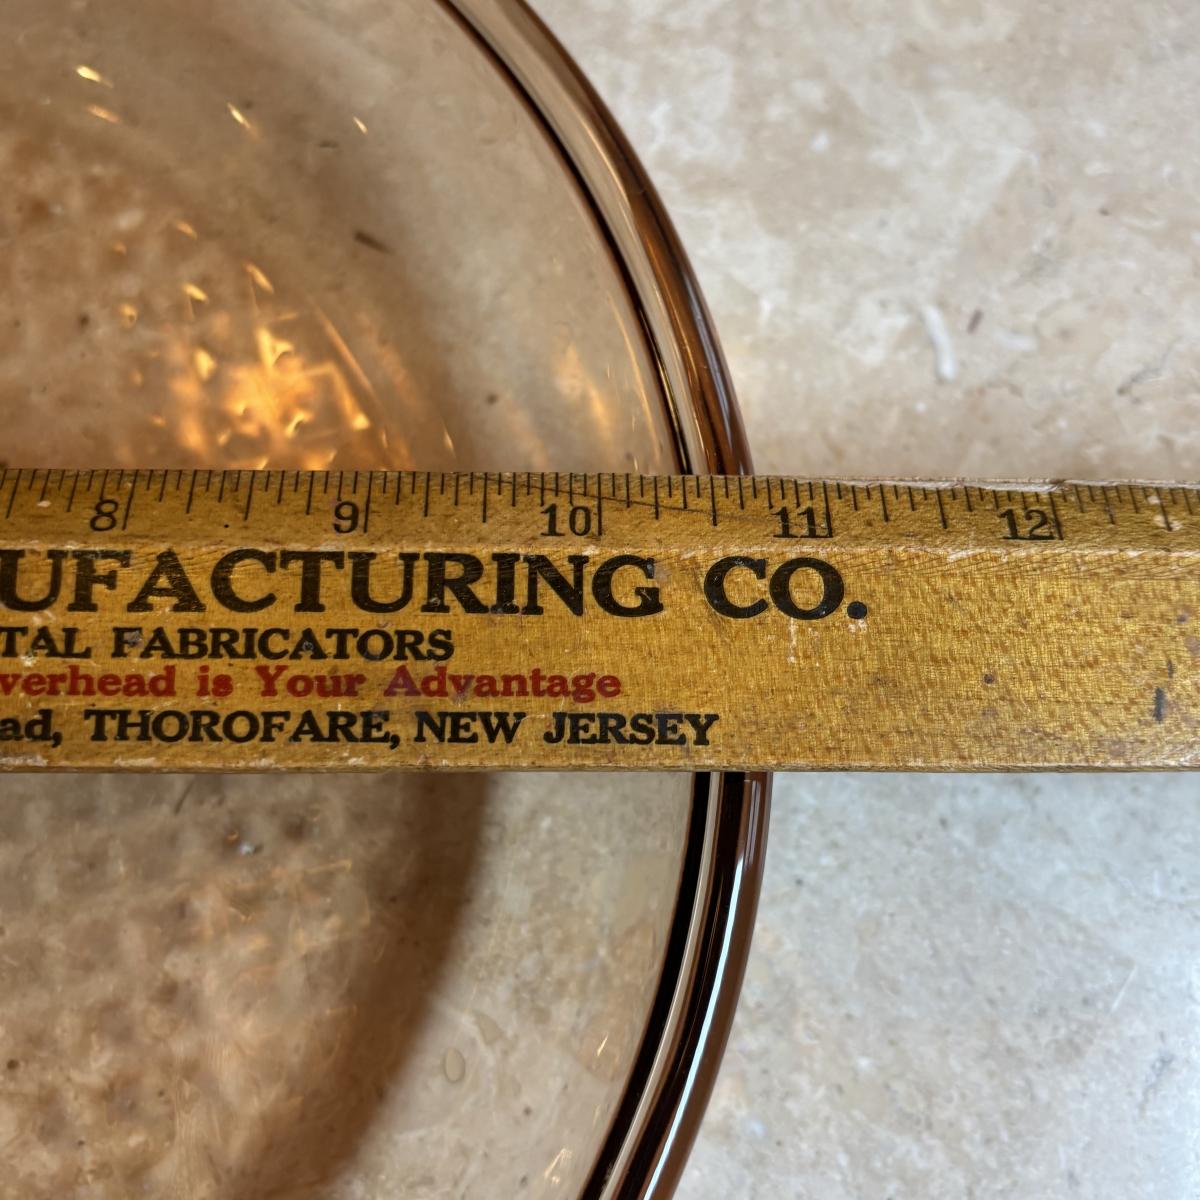 8 9 10 11 12
UFACTURING CO.
TAL FABRICATORS
verhead is Your Advantage
ad, THOROFARE, NEW JERSEY